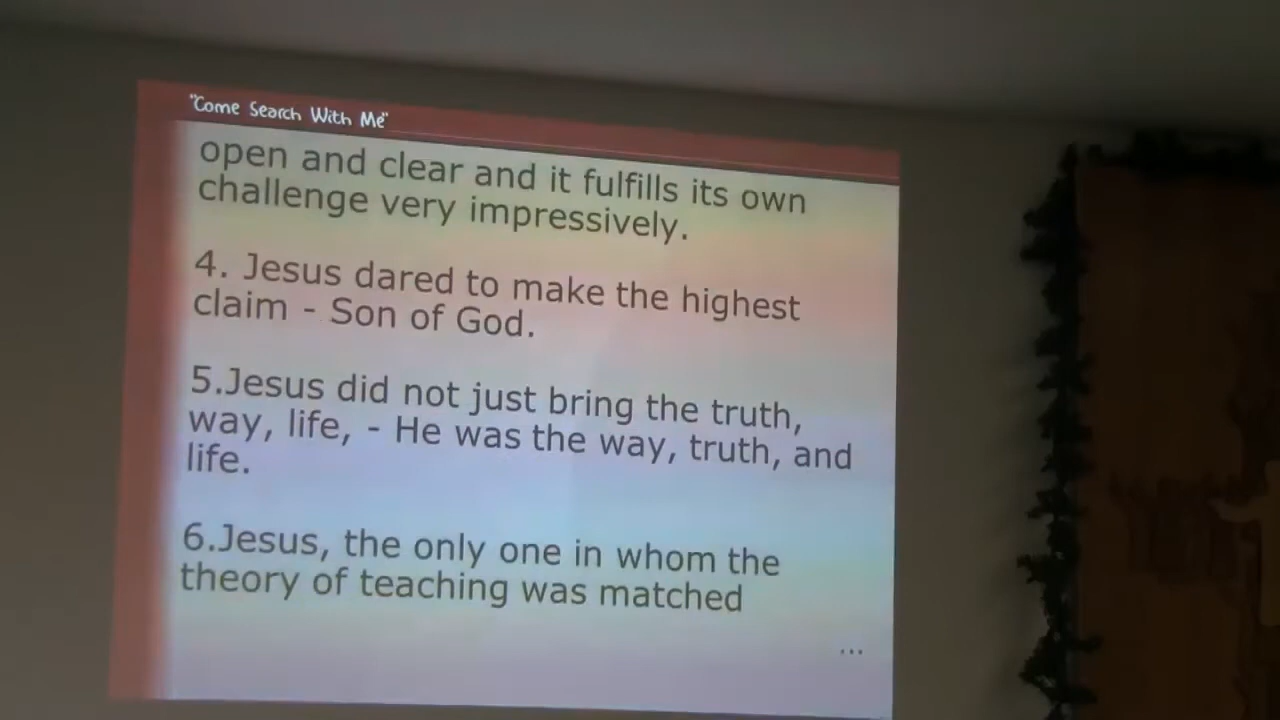 "Come Search With Me"
open and clear and it fulfills its own
challenge very impressively.
4. Jesus dared to make the highest
claim - Son of God.
5.Jesus did not just bring the truth,
way, life, - He was the way, truth, and
life.
6.Jesus, the only one in whom the
theory of teaching was matched
...